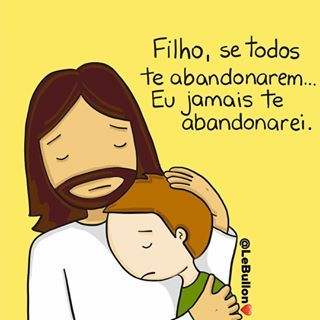 Filho, se todos
te abandonarem...
Eu jamais te
abandonarei.
@LeBullon